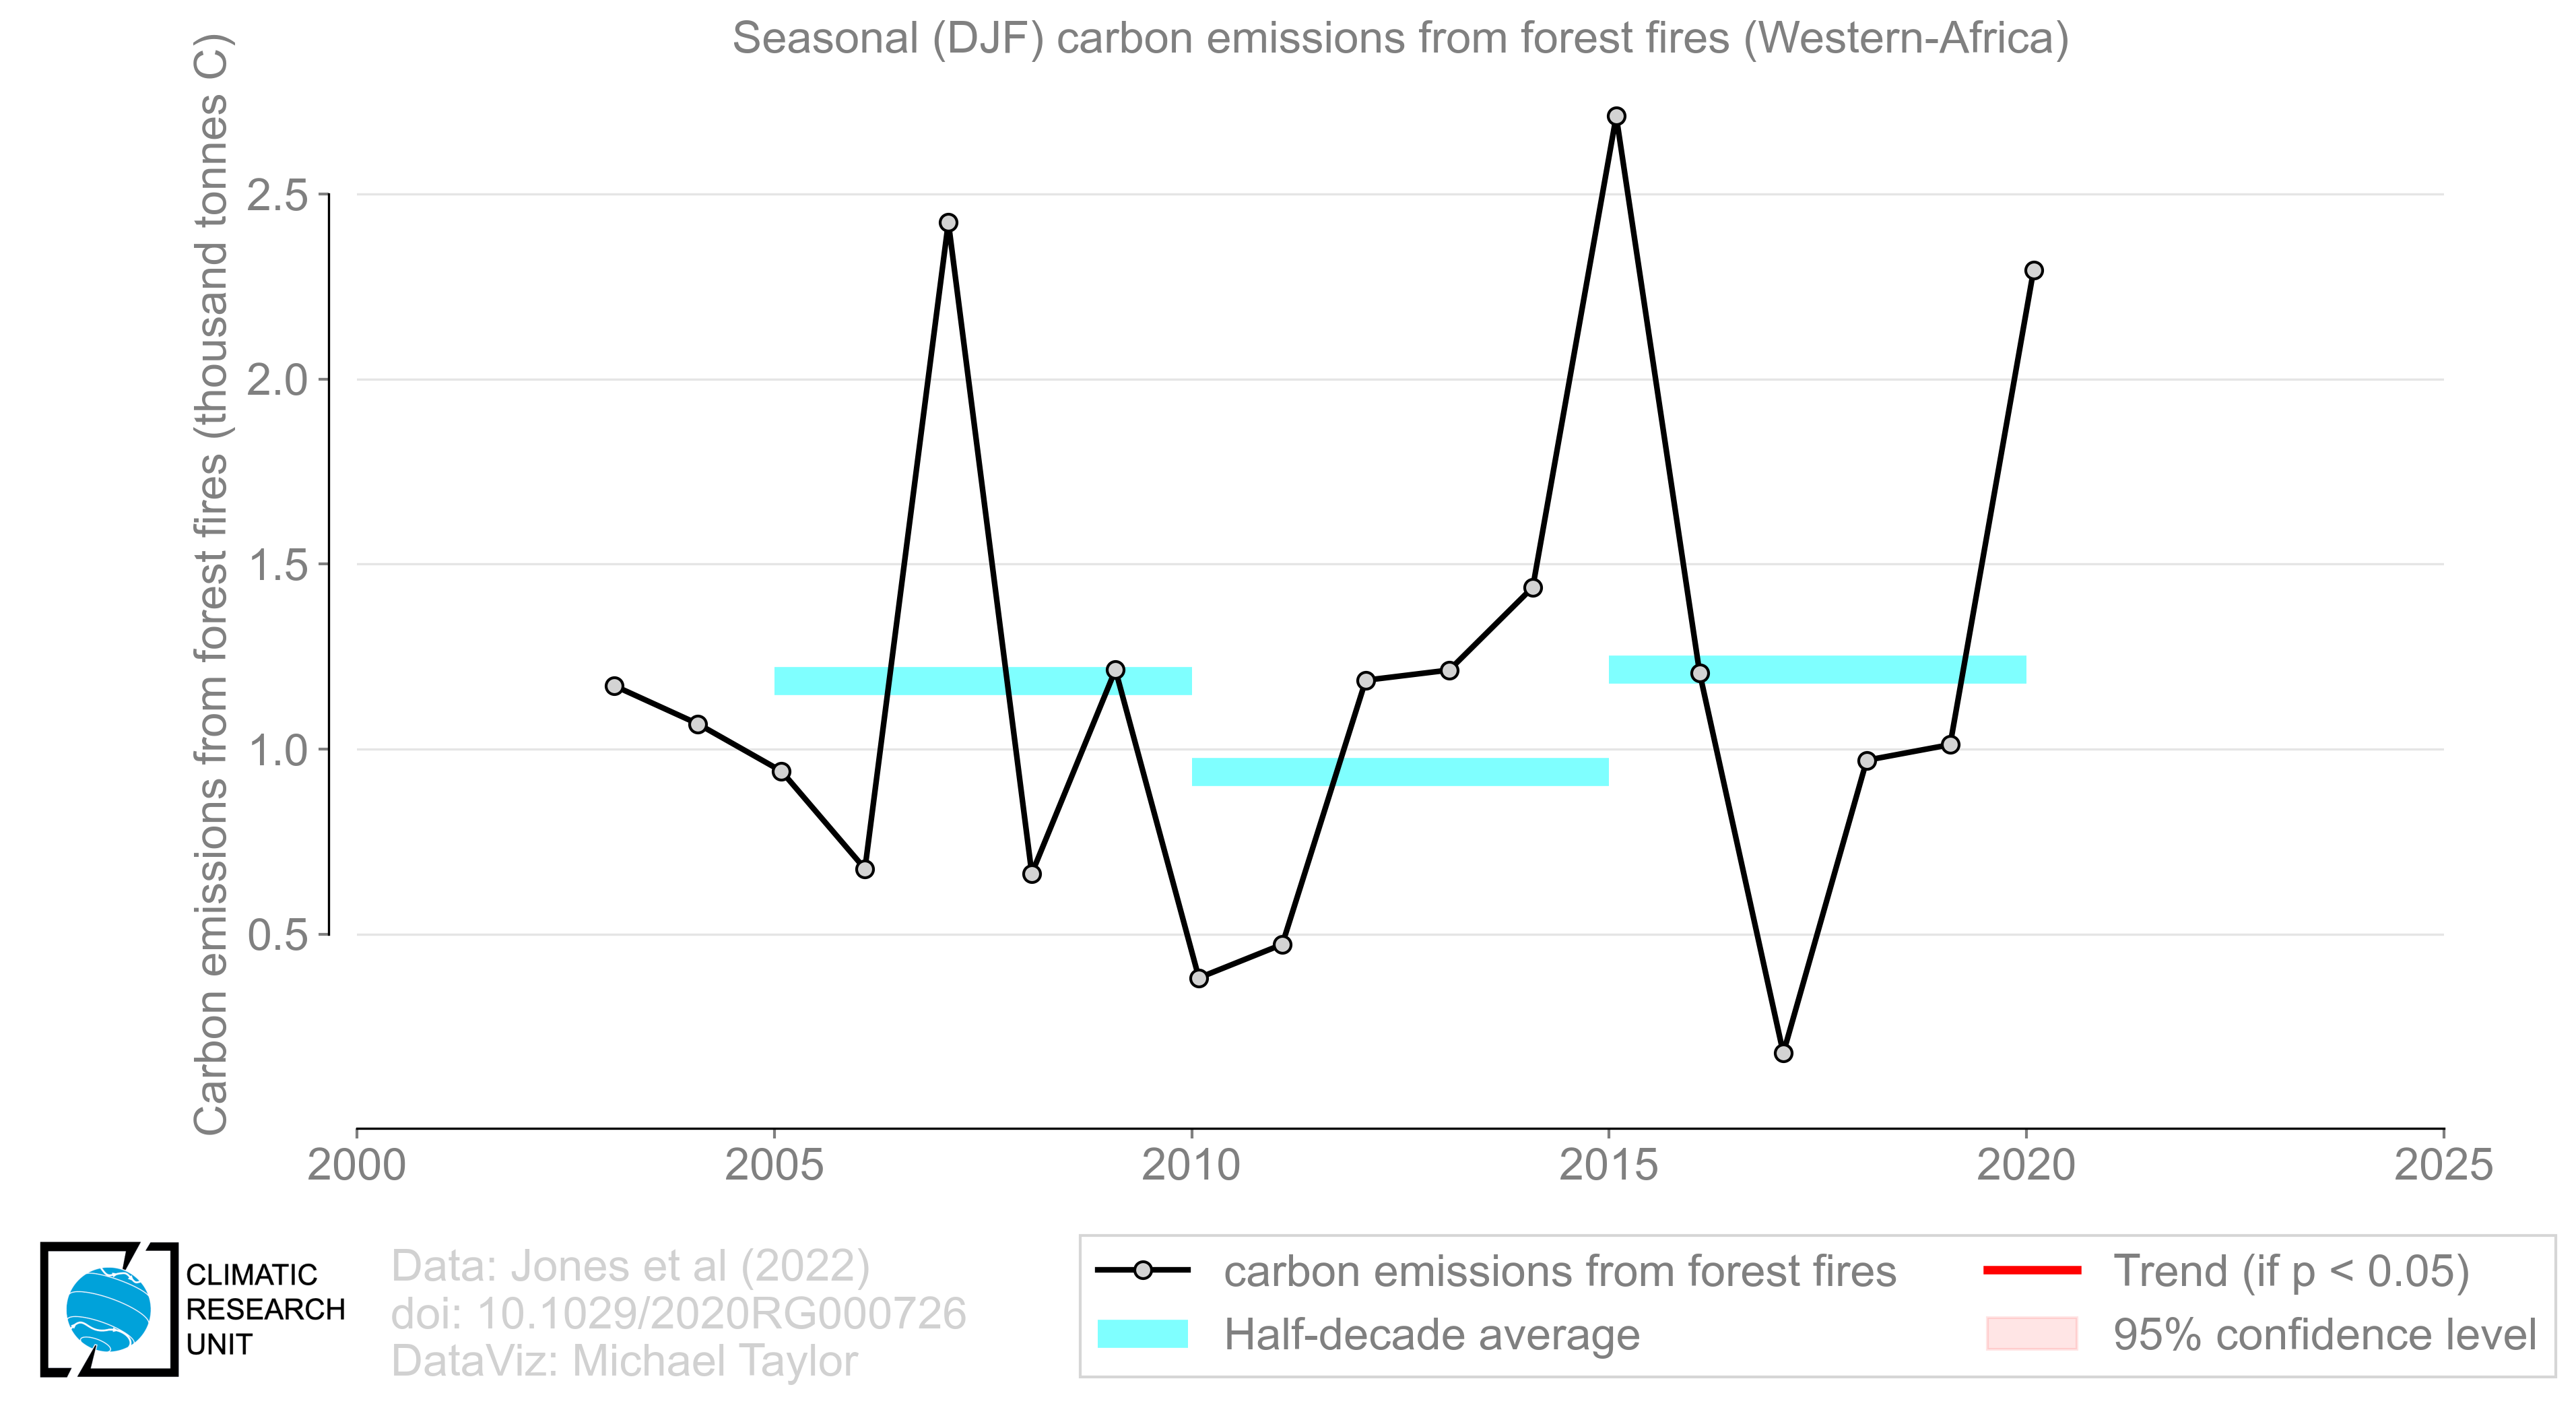 Seasonal (DJF) carbon emissions from forest fires (Western-Africa)
Carbon emissions from forest fires (thousand tonnes C)
2.5
2.0
1.5
1.0
0.5
2000 2005 2010 2015 2020 2025
CLIMATIC
RESEARCH
UNIT
Data: Jones et al (2022)
doi: 10.1029/2020RG000726
DataViz: Michael Taylor
carbon emissions from forest fires
Half-decade average
Trend (if p < 0.05)
95% confidence level